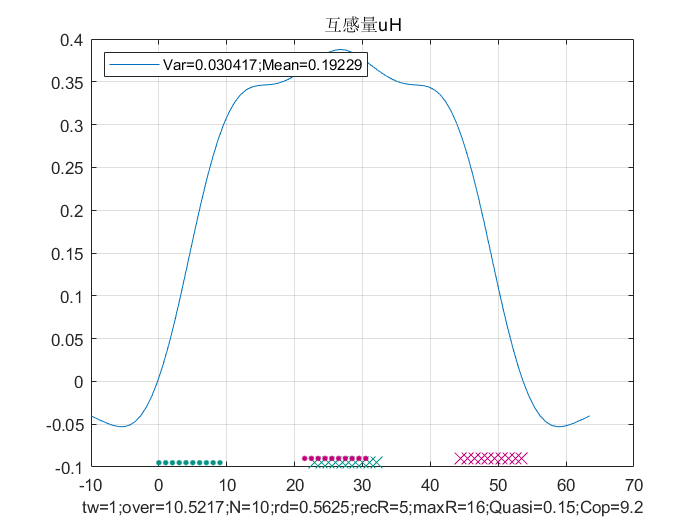 互感量uH
0.4
Var=0.030417;Mean=0.19229
0.35
0.3
0.25
0.2
0.15
0.1
0.05
0
-0.05
-0.1
-10 0 10 20 30 40 50 60 70
tw=1;over=10.5217;N=10;rd=0.5625;recR=5;maxR=16;Quasi=0.15;Cop=9.2